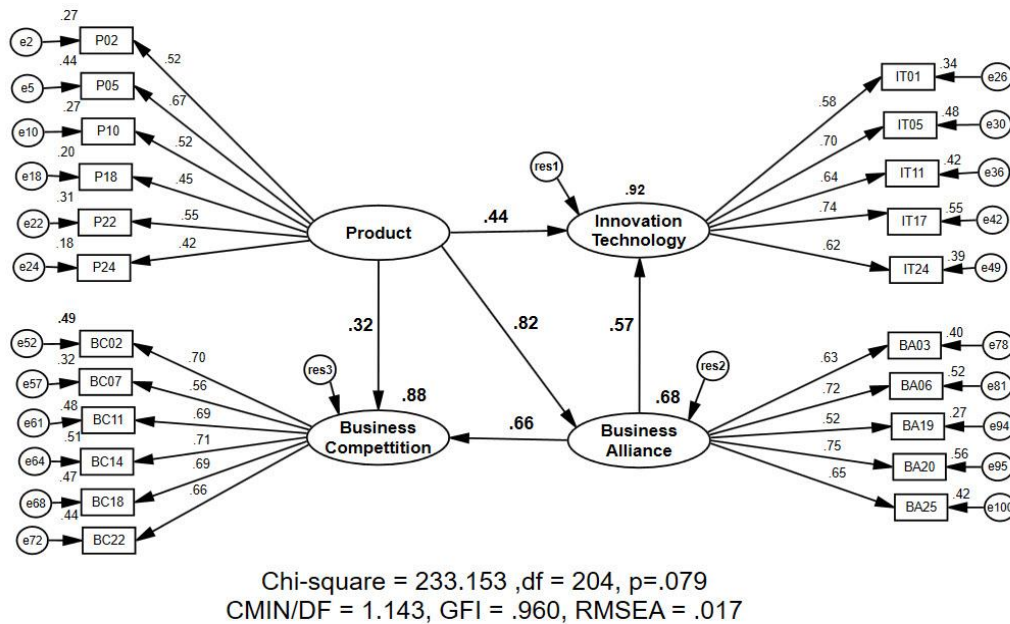 .27
e2 P02
.52
.44
e5 P05
.67
.27
e10 P10
.52
.20
e18 P18
.45
.31
e22 P22
.55
.18
e24 P24
.42
Product
.44
res1
.92
Innovation
Technology
.58
IT01 .34 e26
.70
IT05 .48 e30
.64
IT11 .42 e36
.74
IT17 .55 e42
.62
IT24 .39 e49
.32
.82
.57
.49
e52 BC02
.70
.32
e57 BC07
.56
.48
e61 BC11
.69
.51
e64 BC14
.71
.47
e68 BC18
.69
.44
e72 BC22
.66
res3
.88
Business
Compettition
.66
res2
.68
Business
Alliance
.63
BA03 .40 e78
.72
BA06 .52 e81
.52
BA19 .27 e94
.75
BA20 .56 e95
.65
BA25 .42 e100
Chi-square = 233.153 ,df = 204, p=.079
CMIN/DF = 1.143, GFI = .960, RMSEA = .017